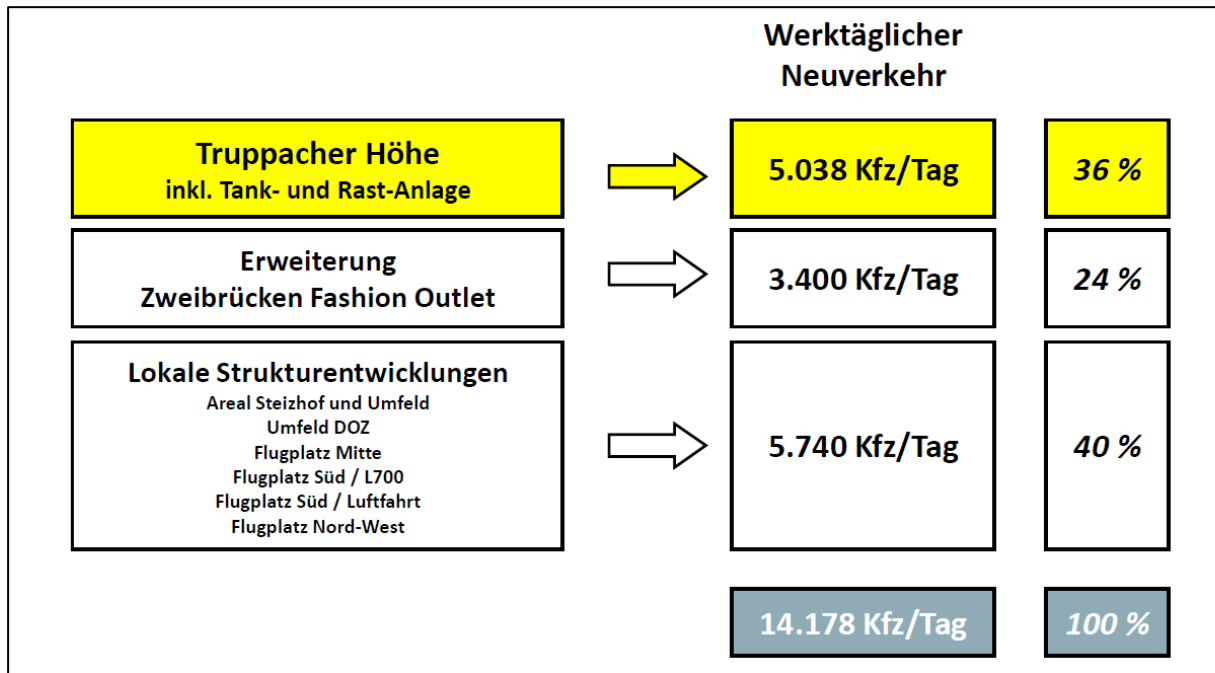 Werktäglicher
Neuverkehr
Truppacher Höhe
inkl. Tank- und Rast-Anlage
5.038 Kfz/Tag
36 %
Erweiterung
Zweibrücken Fashion Outlet
3.400 Kfz/Tag
24 %
Lokale Strukturentwicklungen
Areal Steizhof und Umfeld
Umfeld DOZ
Flugplatz Mitte
Flugplatz Süd / L700
Flugplatz Süd / Luftfahrt
Flugplatz Nord-West
5.740 Kfz/Tag
40 %
14.178 Kfz/Tag
100 %